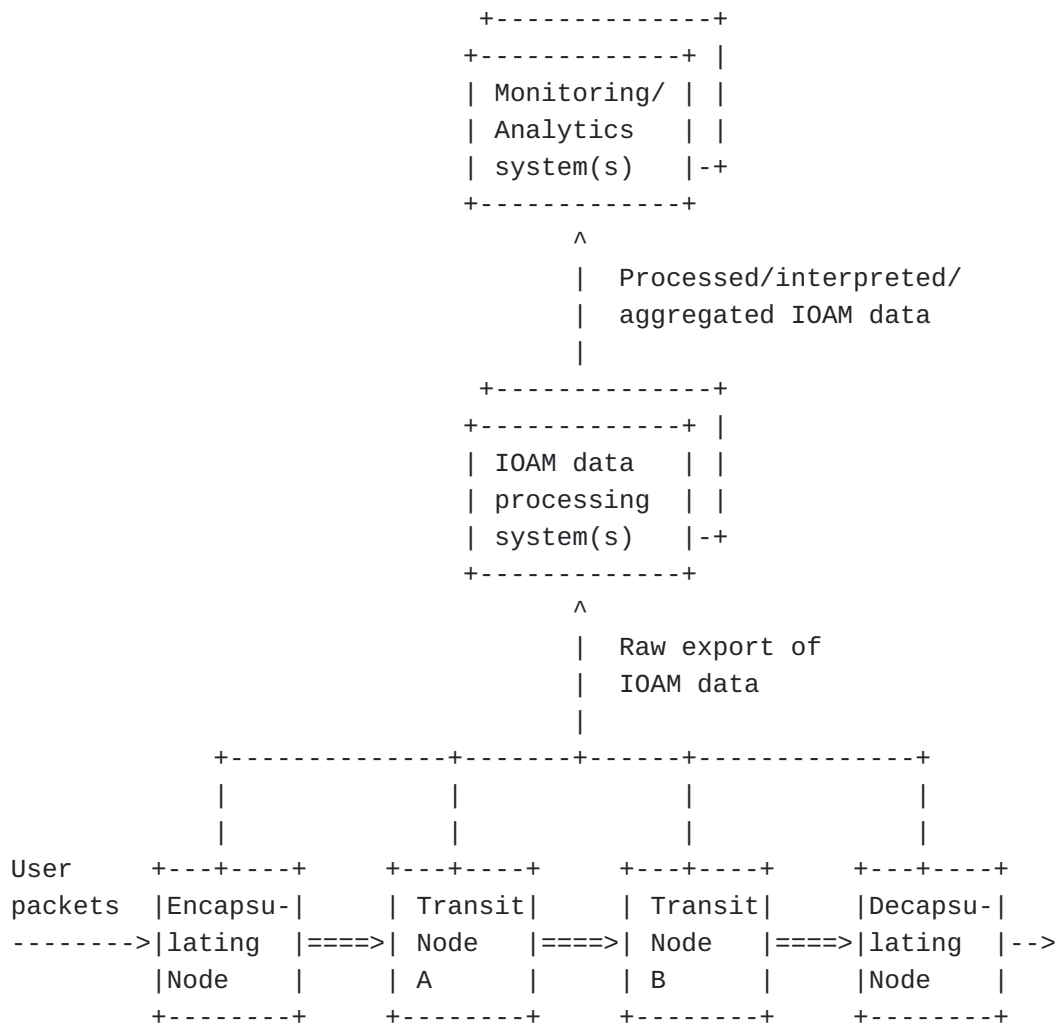 Monitoring/
Analytics
system(s)
Processed/interpreted/
aggregated IOAM data
IOAM data
processing
system(s)
Raw export of
IOAM data
User
packets
Encapsu-
lating
Node
Transit
Node
A
Transit
Node
B
Decapsu-
lating
Node